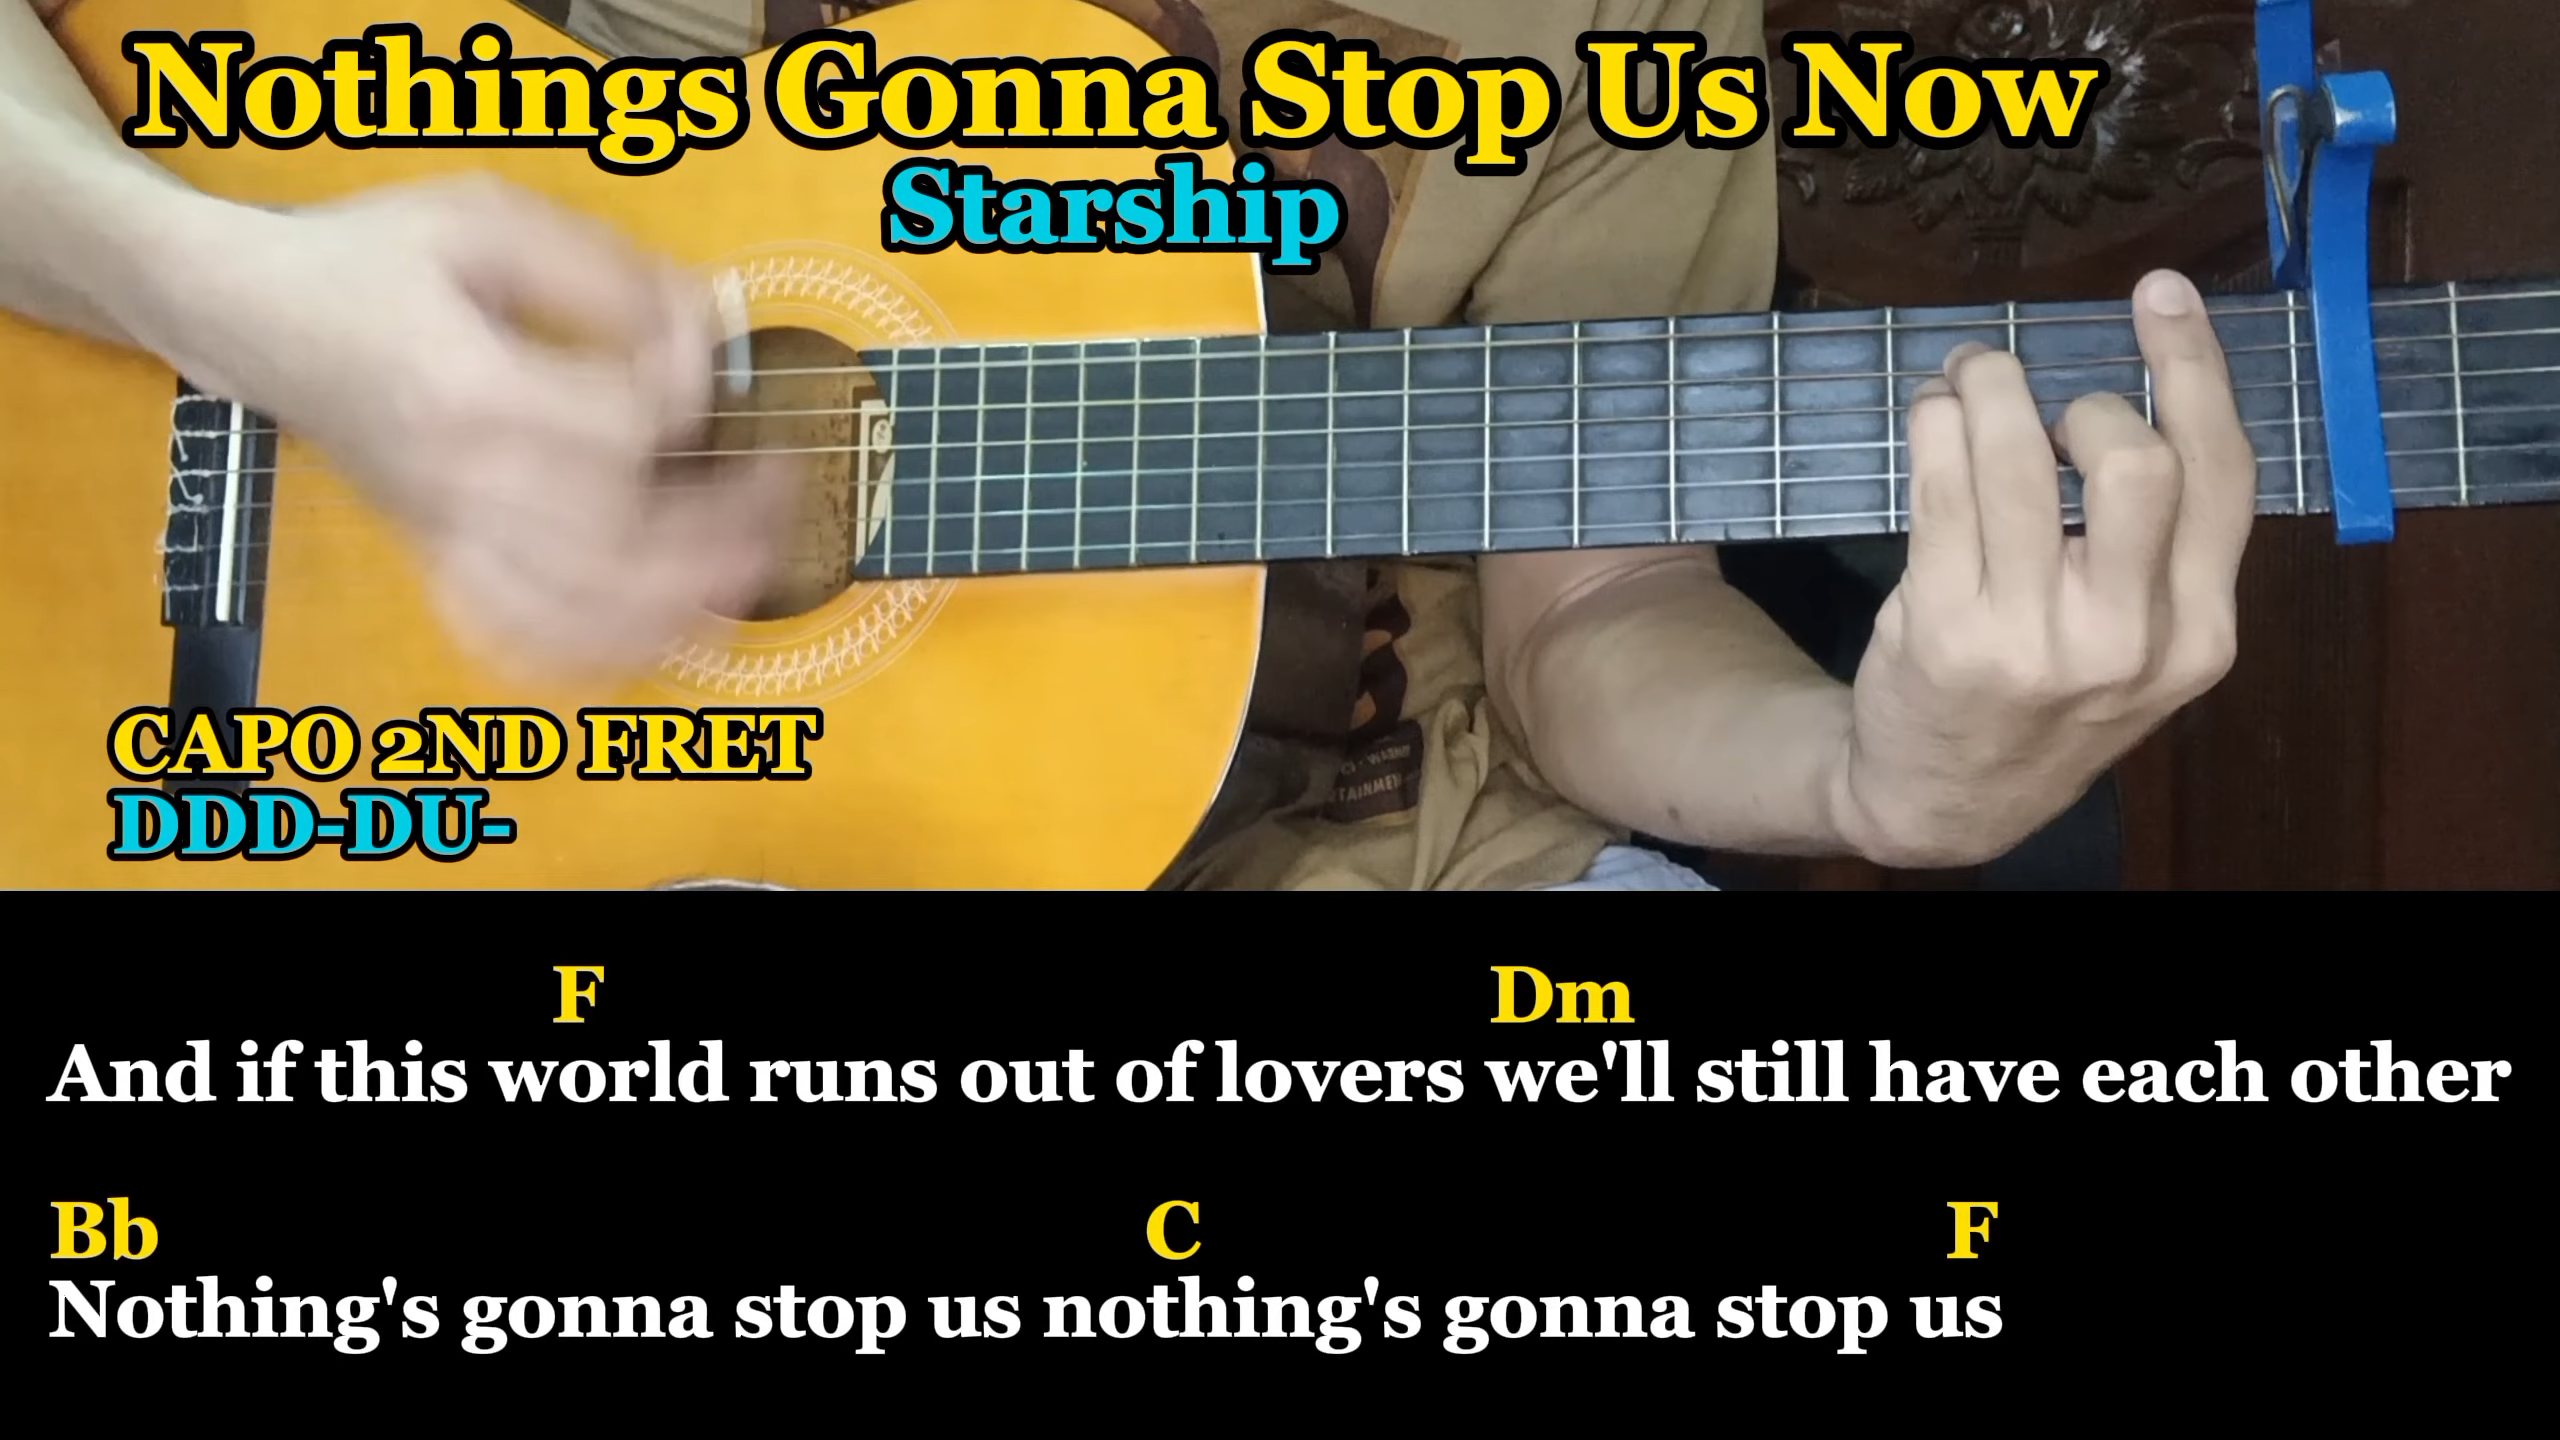 Nothings Gonna Stop Us Now
Starship
CAPO 2ND FRET
DDD-DU-
F Dm
And if this world runs out of lovers we'll still have each other
Bb C F
Nothing's gonna stop us nothing's gonna stop us